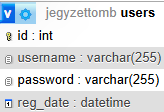 v jegyzettomb users
id : int
username : varchar(255)
password : varchar(255)
reg_date : datetime